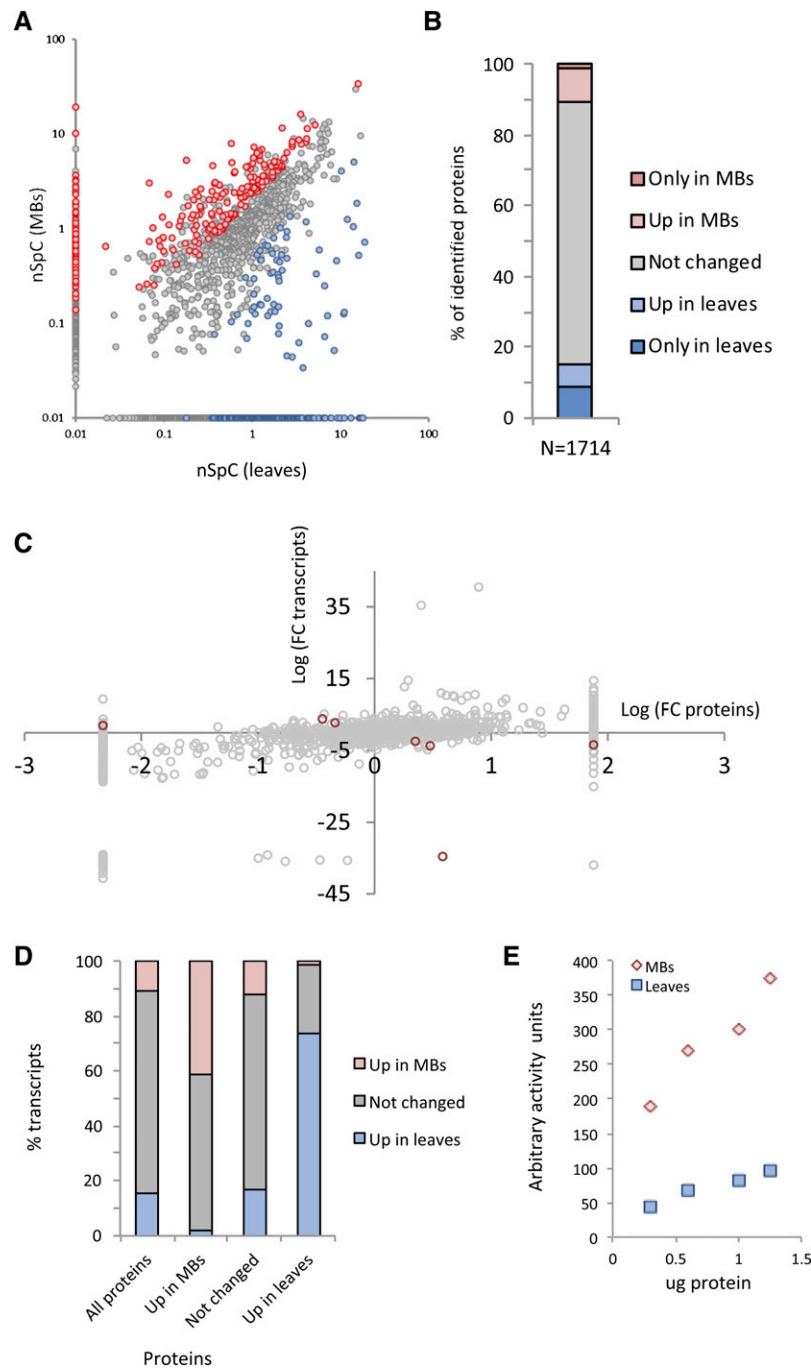 A
100
10
1
0.1
0.01
nSpC (MBs)
0.01
0.1
1
10
100
nSpC (leaves)
B
% of identified proteins
100
80
60
40
20
0
N=1714
Only in MBs
Up in MBs
Not changed
Up in leaves
Only in leaves
C
Log (FC transcripts)
35
15
-5
-25
-45
Log (FC proteins)
-3
-2
-1
0
1
2
3
D
% transcripts
100
80
60
40
20
0
All proteins
Up in MBs
Not changed
Up in leaves
Proteins
Up in MBs
Not changed
Up in leaves
E
Arbitrary activity units
400
350
300
250
200
150
100
50
0
MBs
Leaves
0
0.5
1
1.5
ug protein